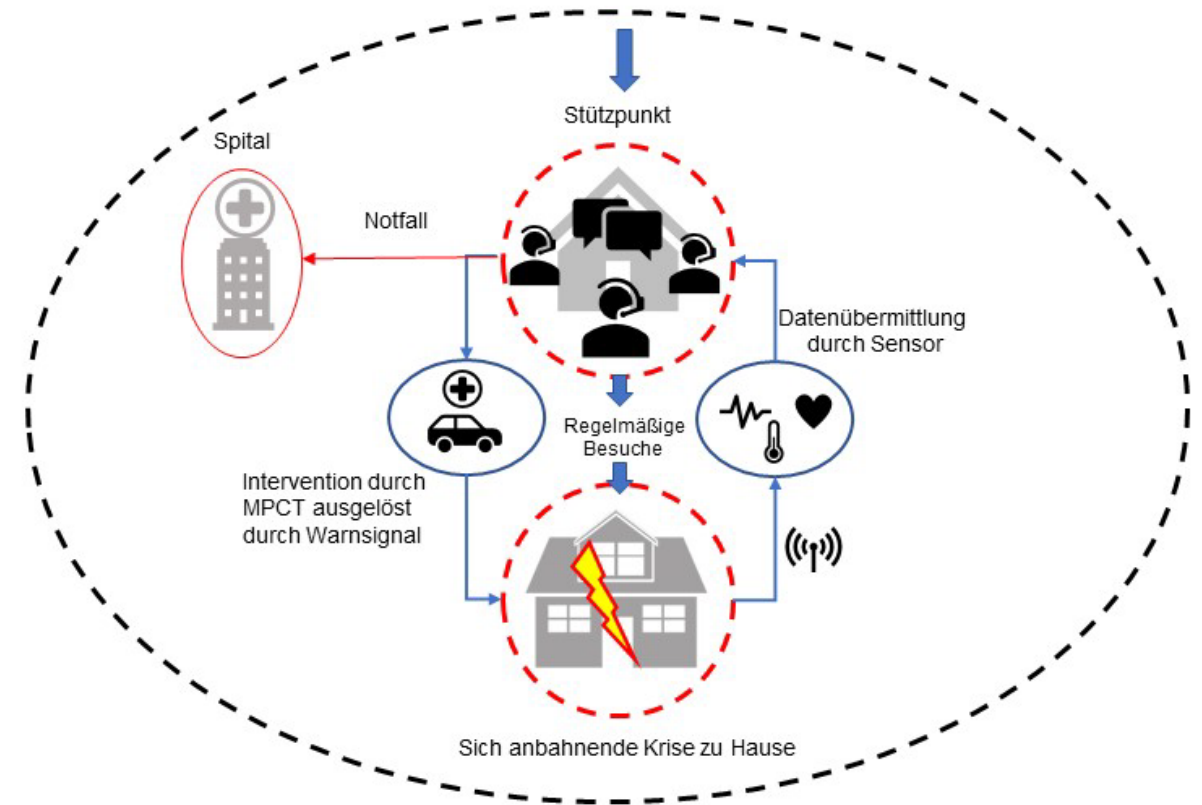 Stützpunkt
Spital
Notfall
Datenübermittlung
durch Sensor
Regelmäßige
Besuche
Intervention durch
MPCT ausgelöst
durch Warnsignal
Sich anbahnende Krise zu Hause